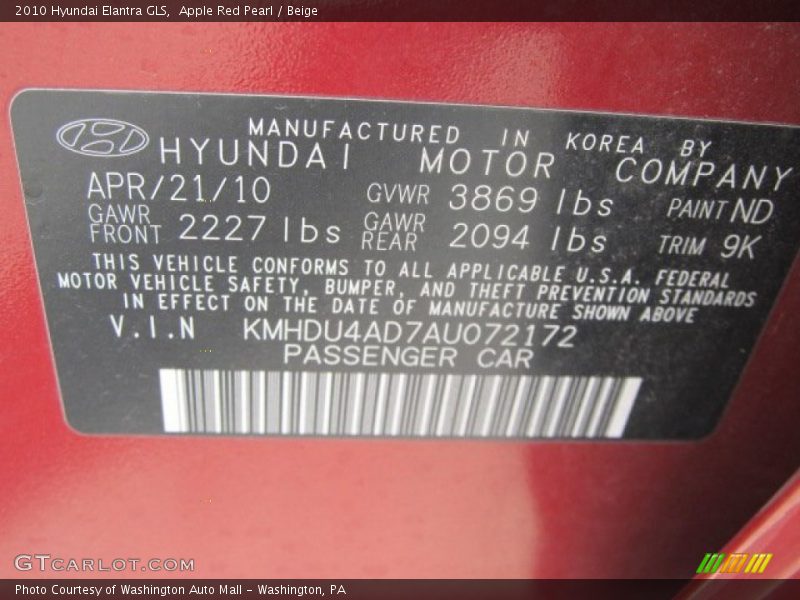 2010 Hyundai Elantra GLS,  Apple Red Pearl / Beige
MANUFACTURED IN KOREA BY
HYUNDAI MOTOR COMPANY
APR/21/10 GVWR 3869 lbs PAINT ND
GAWR FRONT 2227 lbs GAWR REAR 2094 lbs TRIM 9K
THIS VEHICLE CONFORMS TO ALL APPLICABLE U.S.A. FEDERAL
MOTOR VEHICLE SAFETY, BUMPER, AND THEFT PREVENTION STANDARDS
IN EFFECT ON THE DATE OF MANUFACTURE SHOWN ABOVE
V.I.N KMHDU4AD7AU072172
PASSENGER CAR
GTCARLOT.COM
Photo Courtesy of Washington Auto Mall - Washington, PA